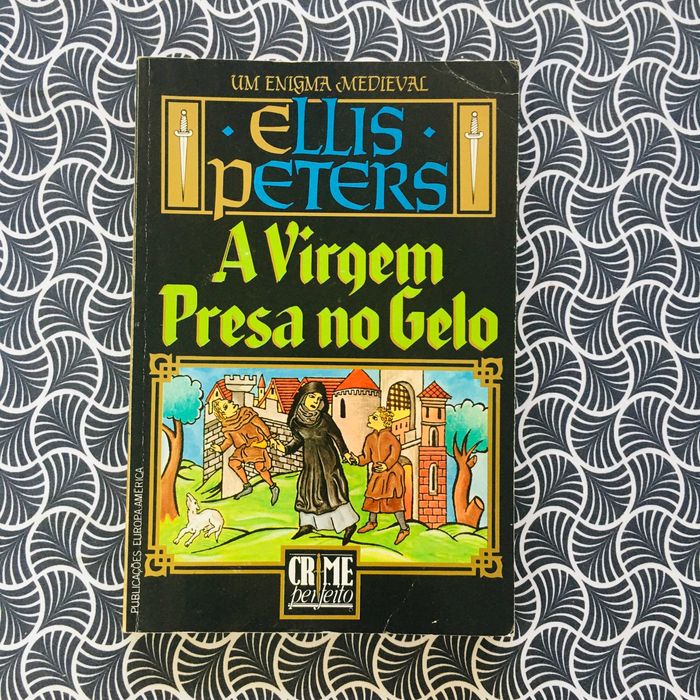 UM ENIGMA MEDIEVAL
· ELLIS ·
PETERS
A Virgem
Presa no Gelo
PUBLICAÇÕES EUROPA-AMÉRICA
CRIME
perfeito